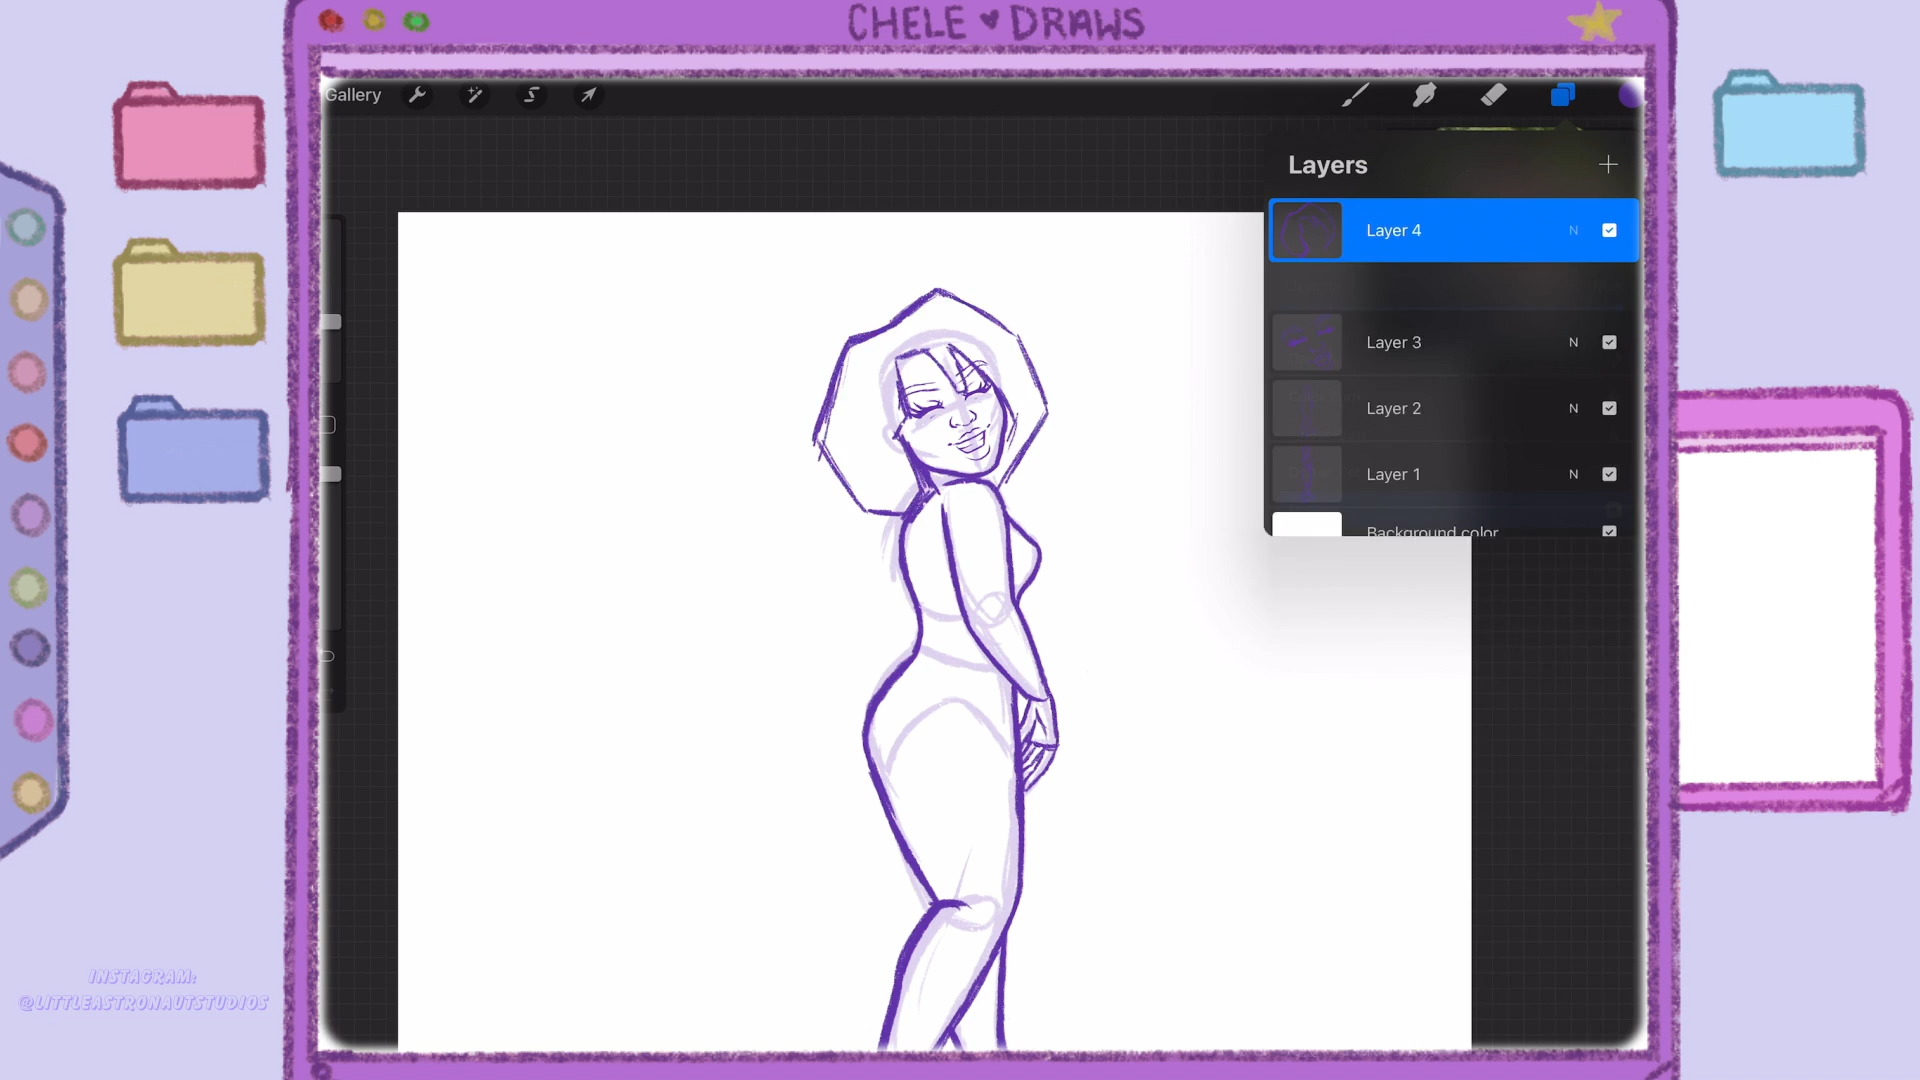 CHELE ♥ DRAWS
Gallery
Layers
Layer 4 N
Layer 3 N
Layer 2 N
Layer 1 N
Background color
INSTAGRAM:
@LITTLEASTRONAUTSTUDIOS